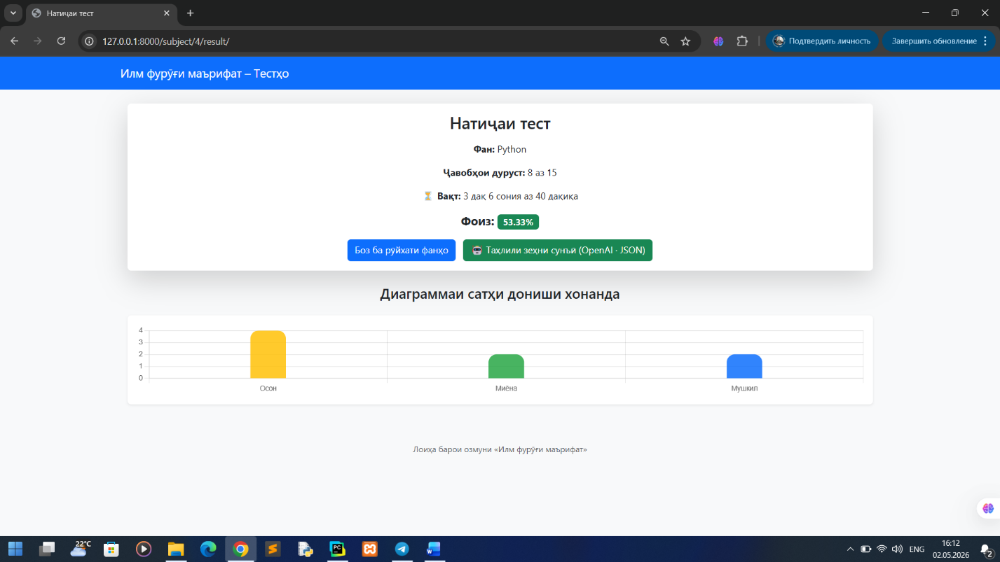 Натиҷаи тест
127.0.0.1:8000/subject/4/result/
Подтвердить личность
Завершить обновление
Илм фурӯғи маърифат – Тестҳо
Натиҷаи тест
Фан: Python
Ҷавобҳои дуруст: 8 аз 15
Вақт: 3 дақ 6 сония аз 40 дақиқа
Фоиз: 53.33%
Боз ба рӯйхати фанҳо
Таҳлили зеҳни сунъӣ (OpenAI · JSON)
Диаграммаи сатҳи дониши хонанда
4
3
2
1
0
Осон
Миёна
Мушкил
Лоиҳа барои озмуни «Илм фурӯғи маърифат»
22°C
PC
W
ENG
16:12
02.05.2026
2